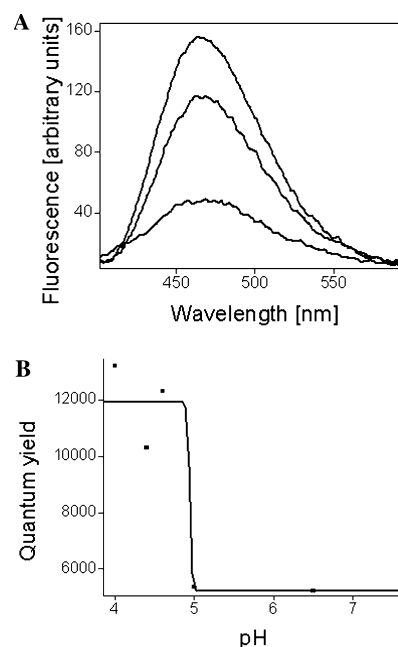 A
Fluorescence [arbitrary units]
160
120
80
40
450 500 550
Wavelength [nm]
B
Quantum yield
12000
10000
8000
6000
4 5 6 7
pH